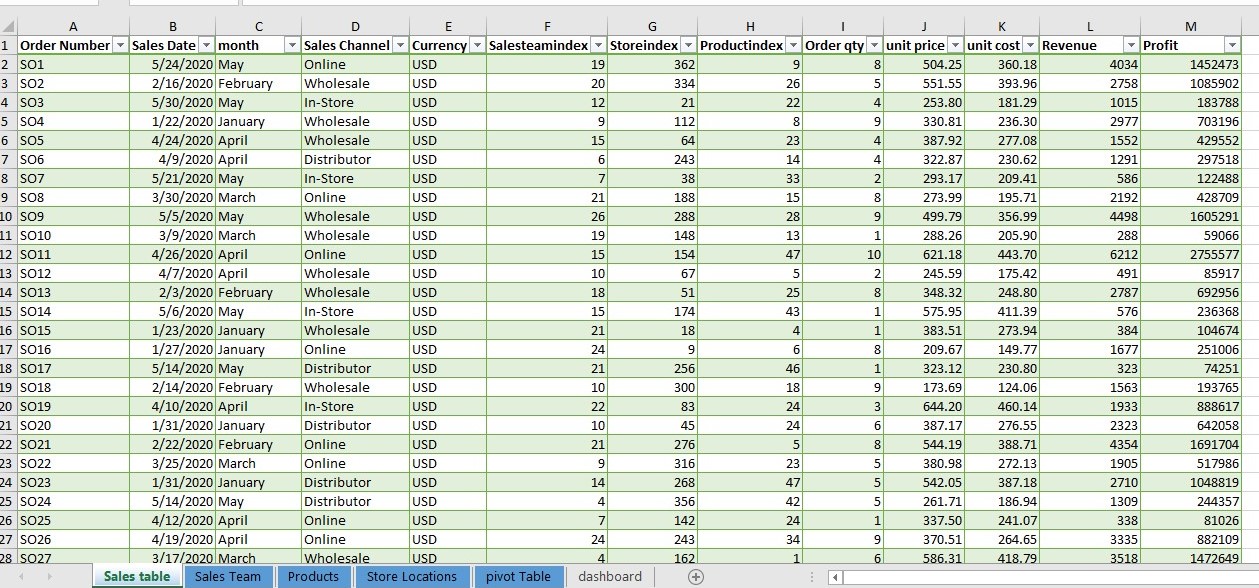 A B C D E F G H I J K L M
1 Order Number Sales Date month Sales Channel Currency Salesteamindex Storeindex Productindex Order qty unit price unit cost Revenue Profit
2 SO1 5/24/2020 May Online USD 19 362 9 8 504.25 360.18 4034 1452473
3 SO2 2/16/2020 February Wholesale USD 20 334 26 5 551.55 393.96 2758 1085902
4 SO3 5/30/2020 May In-Store USD 12 21 22 4 253.80 181.29 1015 183788
5 SO4 1/22/2020 January Wholesale USD 9 112 8 9 330.81 236.30 2977 703196
6 SO5 4/24/2020 April Wholesale USD 15 64 23 4 387.92 277.08 1552 429552
7 SO6 4/9/2020 April Distributor USD 6 243 14 4 322.87 230.62 1291 297518
8 SO7 5/21/2020 May In-Store USD 7 38 33 2 293.17 209.41 586 122488
9 SO8 3/30/2020 March Online USD 21 188 15 8 273.99 195.71 2192 428709
10 SO9 5/5/2020 May Wholesale USD 26 288 28 9 499.79 356.99 4498 1605291
11 SO10 3/9/2020 March Wholesale USD 19 148 13 1 288.26 205.90 288 59066
12 SO11 4/26/2020 April Online USD 15 154 47 10 621.18 443.70 6212 2755577
13 SO12 4/7/2020 April Wholesale USD 10 67 5 2 245.59 175.42 491 85917
14 SO13 2/3/2020 February Wholesale USD 18 51 25 8 348.32 248.80 2787 692956
15 SO14 5/6/2020 May In-Store USD 15 174 43 1 575.95 411.39 576 236368
16 SO15 1/23/2020 January Wholesale USD 21 18 4 1 383.51 273.94 384 104674
17 SO16 1/27/2020 January Online USD 24 9 6 8 209.67 149.77 1677 251006
18 SO17 5/14/2020 May Distributor USD 21 256 46 1 323.12 230.80 323 74251
19 SO18 2/14/2020 February Wholesale USD 10 300 18 9 173.69 124.06 1563 193765
20 SO19 4/10/2020 April In-Store USD 22 83 24 3 644.20 460.14 1933 888617
21 SO20 1/31/2020 January Distributor USD 10 45 24 6 387.17 276.55 2323 642058
22 SO21 2/22/2020 February Online USD 21 276 5 8 544.19 388.71 4354 1691704
23 SO22 3/25/2020 March Online USD 9 316 23 5 380.98 272.13 1905 517986
24 SO23 1/31/2020 January Distributor USD 14 268 47 5 542.05 387.18 2710 1048819
25 SO24 5/14/2020 May Distributor USD 4 356 42 5 261.71 186.94 1309 244357
26 SO25 4/12/2020 April Online USD 7 142 24 1 337.50 241.07 338 81026
27 SO26 4/19/2020 April Online USD 24 243 34 9 370.51 264.65 3335 882109
28 SO27 3/17/2020 March Wholesale USD 4 162 1 6 586.31 418.79 3518 1472649
Sales table Sales Team Products Store Locations pivot Table dashboard